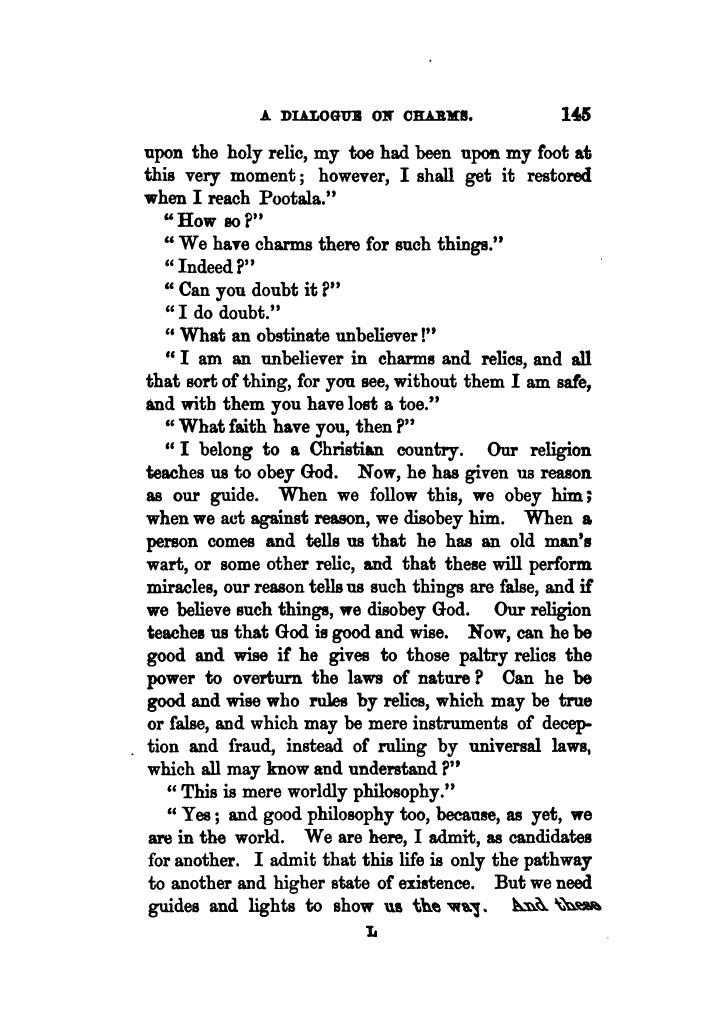 A DIALOGUE ON CHARMS. 145
upon the holy relic, my toe had been upon my foot at
this very moment; however, I shall get it restored
when I reach Pootala."
"How so?"
"We have charms there for such things."
"Indeed?"
"Can you doubt it?"
"I do doubt."
"What an obstinate unbeliever!"
"I am an unbeliever in charms and relics, and all
that sort of thing, for you see, without them I am safe,
and with them you have lost a toe."
"What faith have you, then?"
"I belong to a Christian country. Our religion
teaches us to obey God. Now, he has given us reason
as our guide. When we follow this, we obey him;
when we act against reason, we disobey him. When a
person comes and tells us that he has an old man's
wart, or some other relic, and that these will perform
miracles, our reason tells us such things are false, and if
we believe such things, we disobey God. Our religion
teaches us that God is good and wise. Now, can he be
good and wise if he gives to those paltry relics the
power to overturn the laws of nature? Can he be
good and wise who rules by relics, which may be true
or false, and which may be mere instruments of decep-
tion and fraud, instead of ruling by universal laws,
which all may know and understand?"
"This is mere worldly philosophy."
"Yes; and good philosophy too, because, as yet, we
are in the world. We are here, I admit, as candidates
for another. I admit that this life is only the pathway
to another and higher state of existence. But we need
guides and lights to show us the way. And these
L